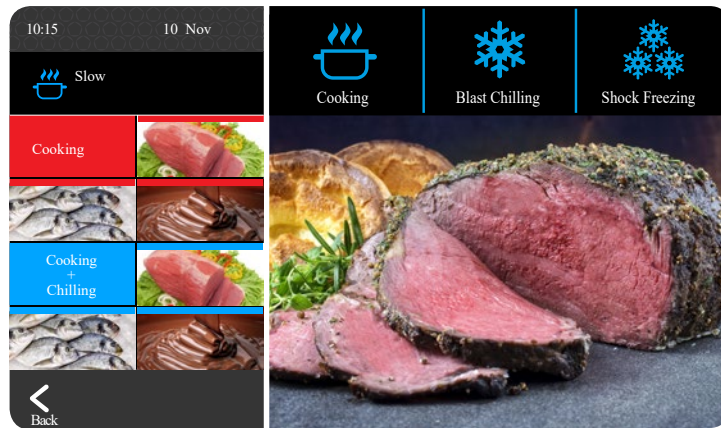 10:15
10 Nov
Slow
Cooking
Cooking
+
Chilling
Back
Cooking
Blast Chilling
Shock Freezing